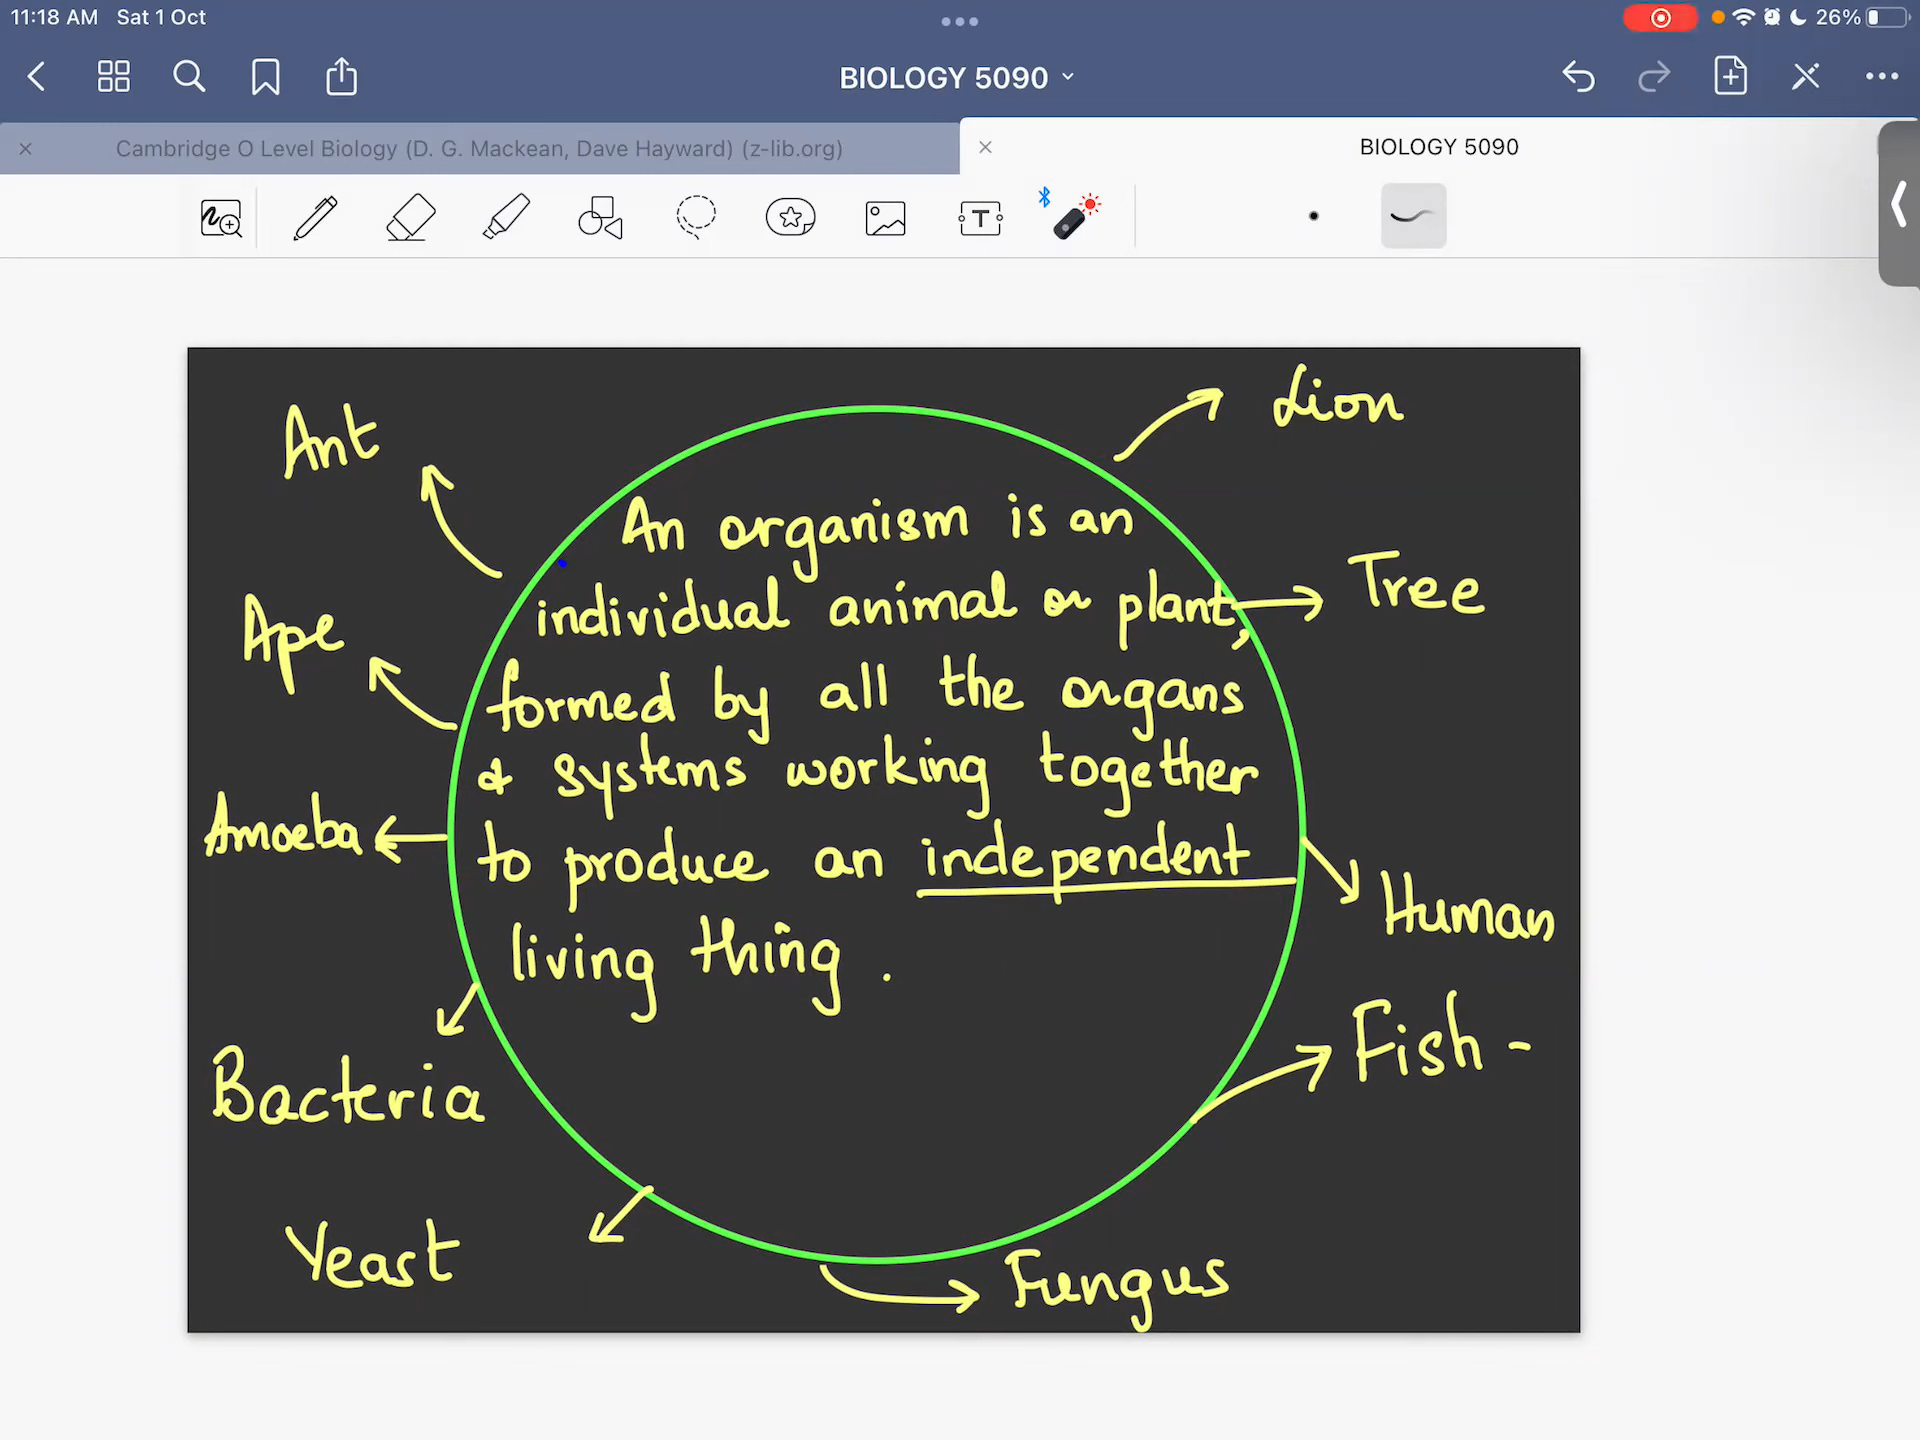 11:18 AM Sat 1 Oct
26%
BIOLOGY 5090
Cambridge O Level Biology (D. G. Mackean, Dave Hayward) (z-lib.org)
BIOLOGY 5090
T
Ant
Lion
An organism is an
individual animal or plant,
Tree
Ape
formed by all the organs
& systems working together
Amoeba
to produce an independent
Human
living thing.
Fish -
Bacteria
Yeast
Fungus